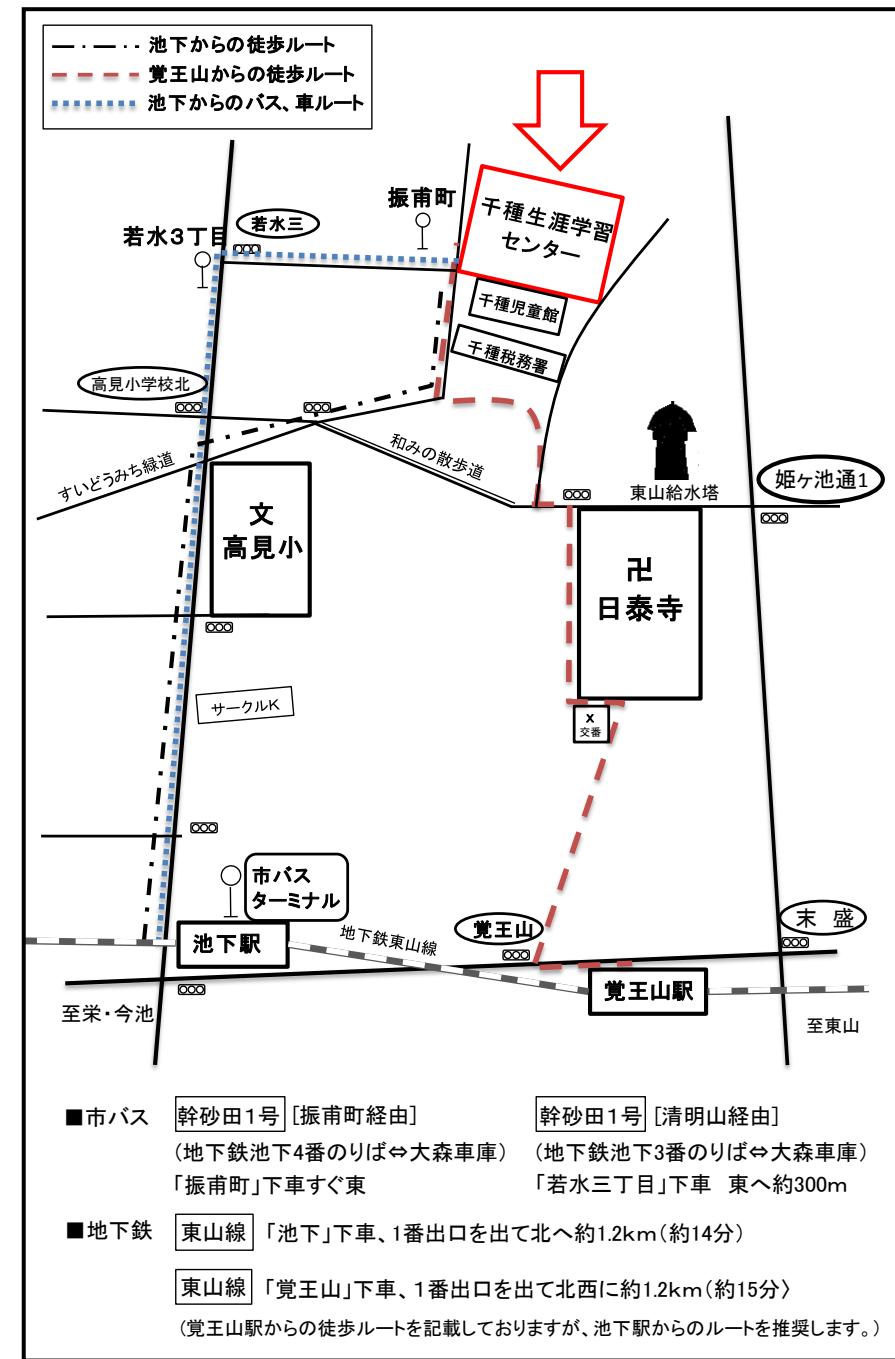 池下からの徒歩ルート
覚王山からの徒歩ルート
池下からのバス、車ルート
振甫町
千種生涯学習
センター
若水三
若水3丁目
千種児童館
千種税務署
高見小学校北
和みの散歩道
すいどうみち緑道
東山給水塔
姫ヶ池通1
文
高見小
卍
日泰寺
サークルK
X
交番
市バス
ターミナル
池下駅
地下鉄東山線
覚王山
末 盛
覚王山駅
至栄・今池
至東山
■市バス 幹砂田1号 [振甫町経由] 幹砂田1号 [清明山経由]
(地下鉄池下4番のりば⇔大森車庫) (地下鉄池下3番のりば⇔大森車庫)
「振甫町」下車すぐ東 「若水三丁目」下車 東へ約300m
■地下鉄 東山線 「池下」下車、1番出口を出て北へ約1.2km(約14分)
東山線 「覚王山」下車、1番出口を出て北西に約1.2km(約15分〉
(覚王山駅からの徒歩ルートを記載しておりますが、池下駅からのルートを推奨します。)